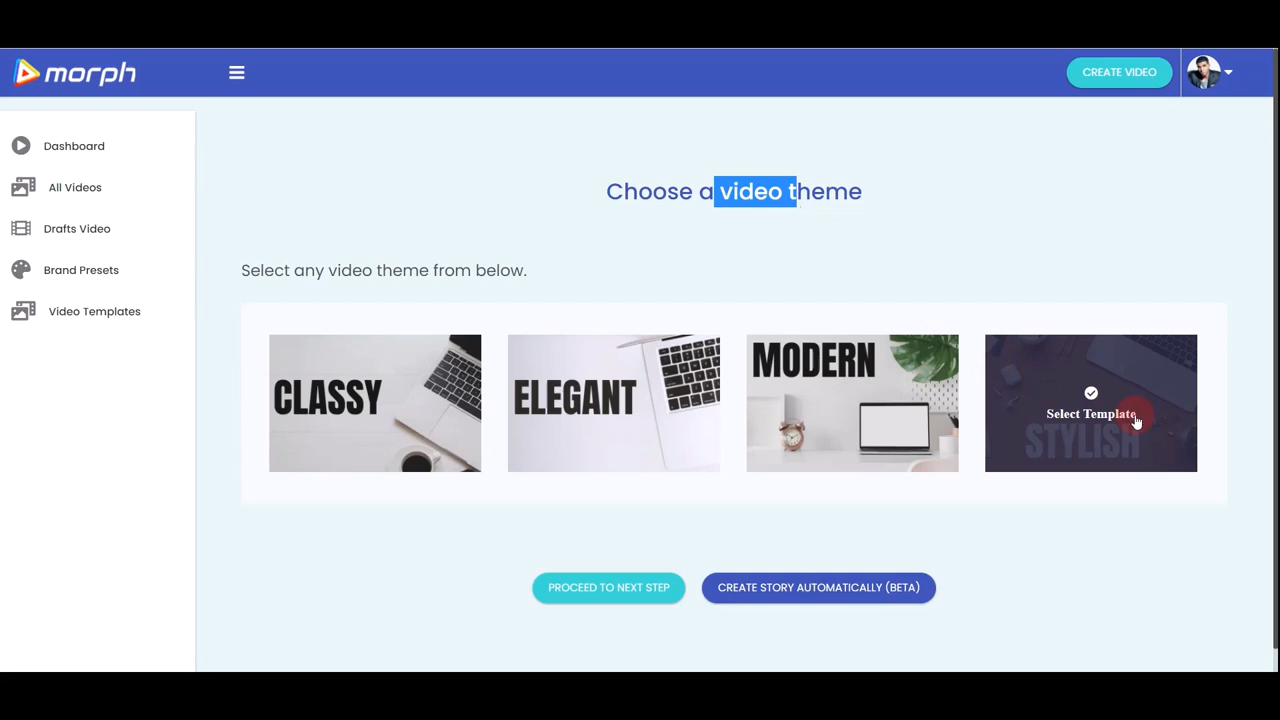 morph
CREATE VIDEO
Dashboard
All Videos
Drafts Video
Brand Presets
Video Templates
Choose a video theme
Select any video theme from below.
CLASSY
ELEGANT
MODERN
Select Template
STYLISH
PROCEED TO NEXT STEP
CREATE STORY AUTOMATICALLY (BETA)